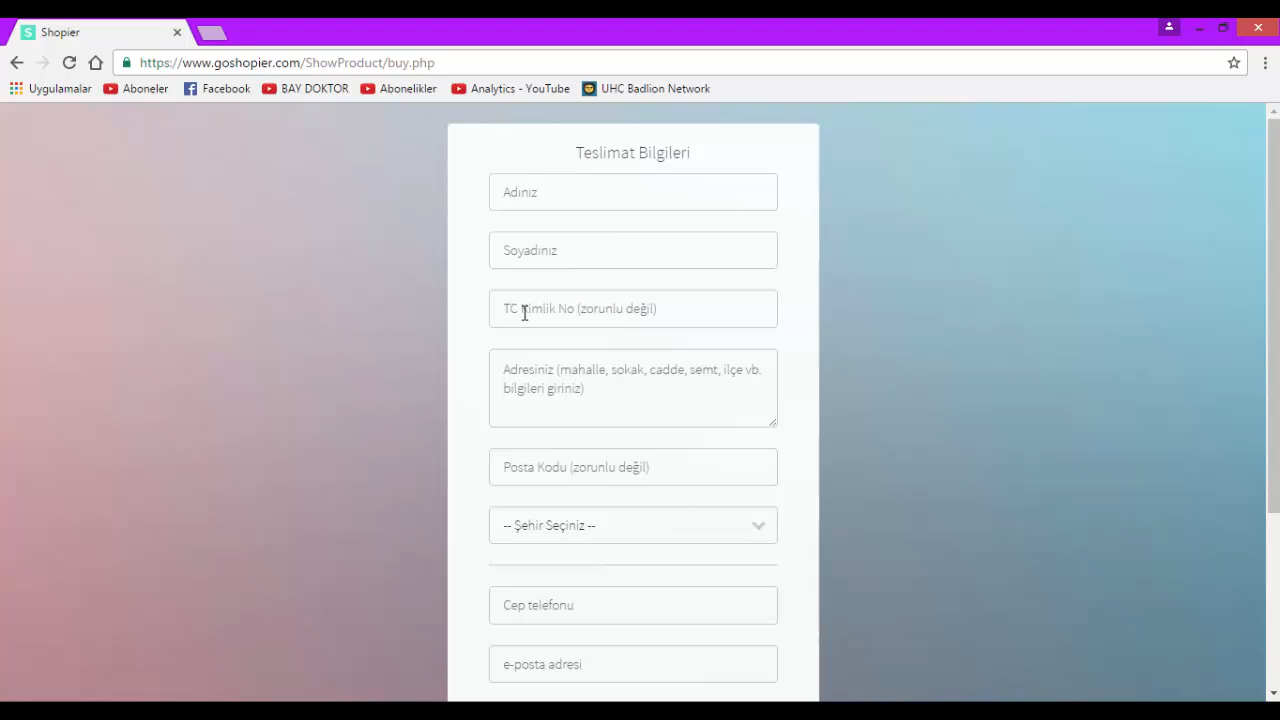 Shopier
https://www.goshopier.com/ShowProduct/buy.php
Uygulamalar Aboneler Facebook BAY DOKTOR Abonelikler Analytics - YouTube UHC Badlion Network
Teslimat Bilgileri
Adınız
Soyadınız
TC Kimlik No (zorunlu değil)
Adresiniz (mahalle, sokak, cadde, semt, ilçe vb.
bilgileri giriniz)
Posta Kodu (zorunlu değil)
-- Şehir Seçiniz --
Cep telefonu
e-posta adresi